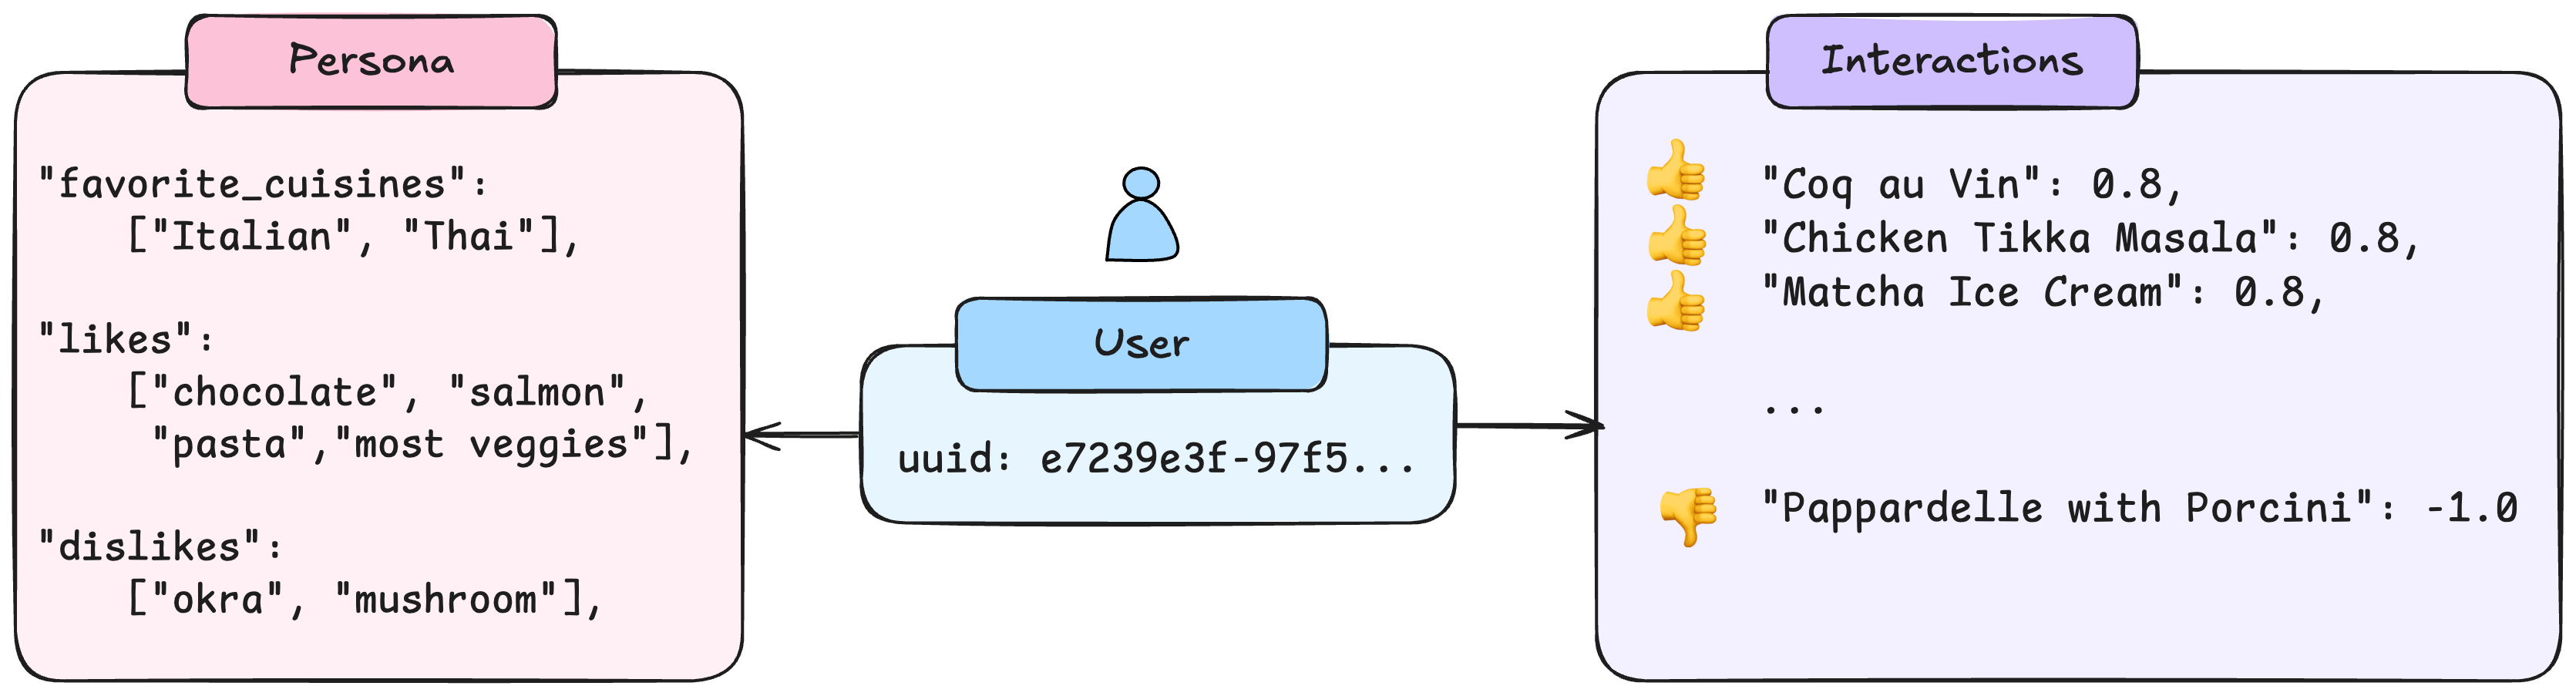 Persona
"favorite_cuisines":
["Italian", "Thai"],
"likes":
["chocolate", "salmon",
"pasta","most veggies"],
"dislikes":
["okra", "mushroom"],
User
uuid: e7239e3f-97f5...
Interactions
"Coq au Vin": 0.8,
"Chicken Tikka Masala": 0.8,
"Matcha Ice Cream": 0.8,
...
"Pappardelle with Porcini": -1.0